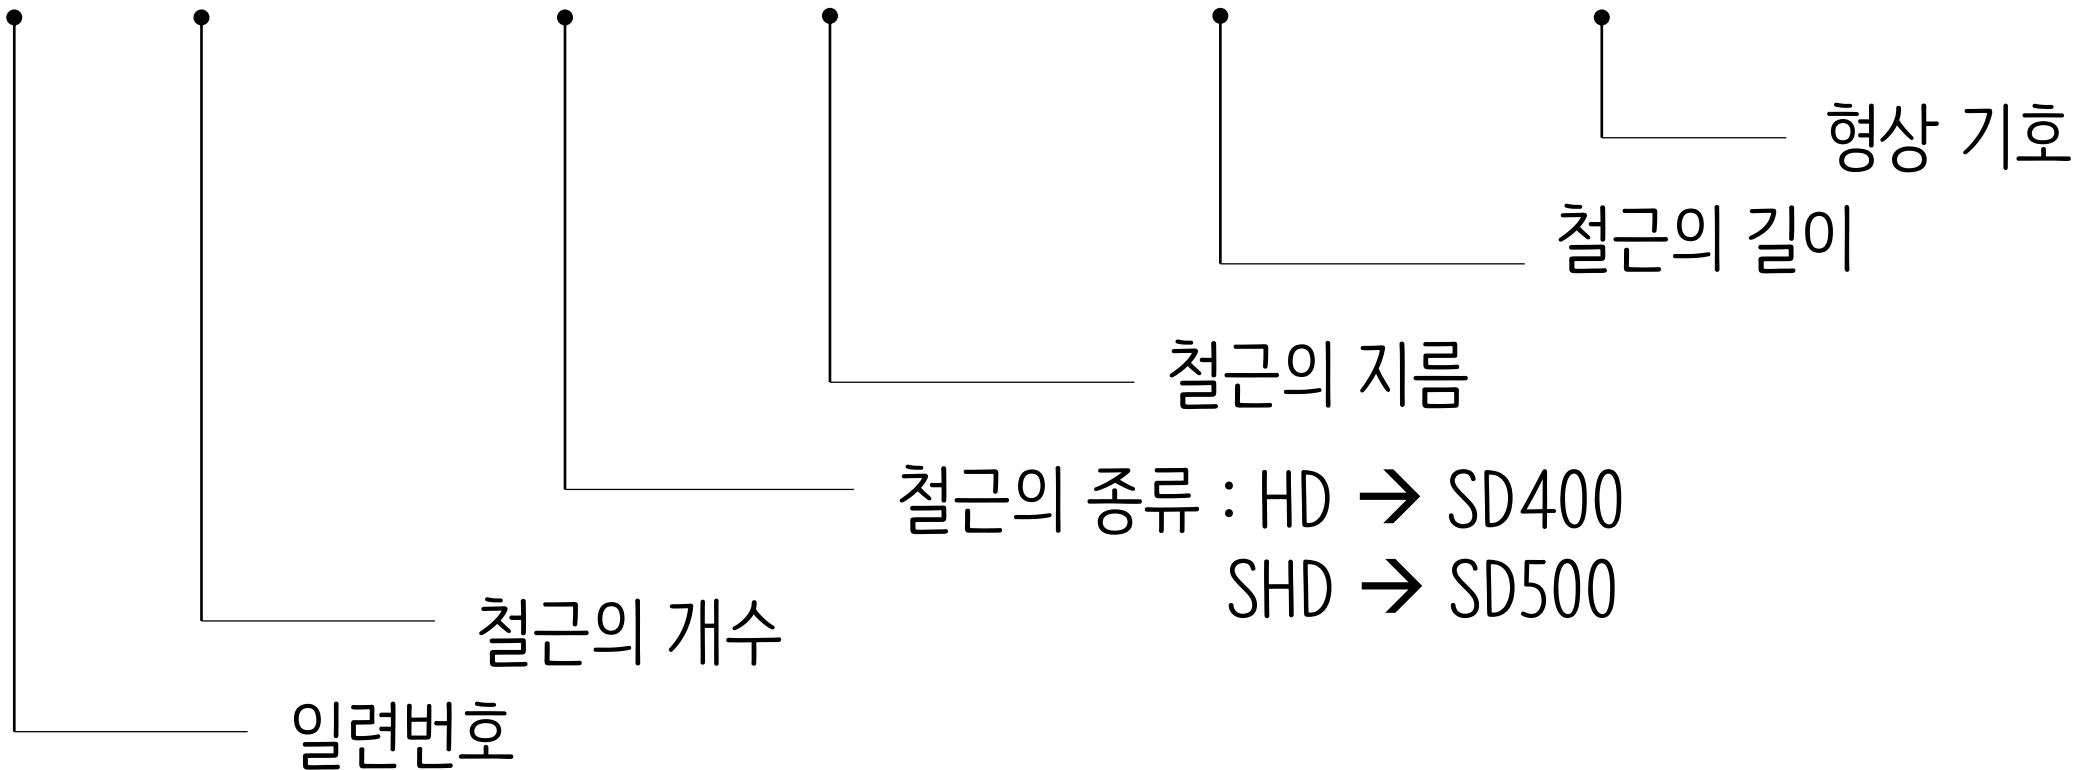 형상 기호
철근의 길이
철근의 지름
철근의 종류 : HD → SD400
SHD → SD500
철근의 개수
일련번호